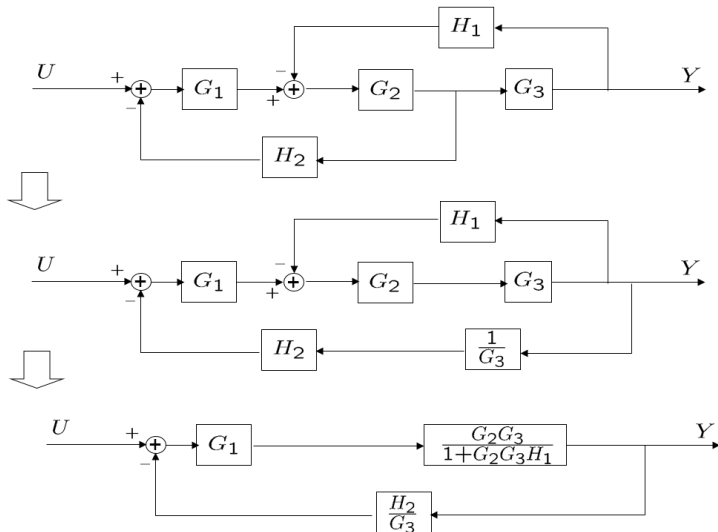 H₁
U + G₁ − + G₂ G₃ Y
−
H₂
H₁
U + G₁ − + G₂ G₃ Y
−
H₂ 1/G₃
U + G₁ G₂G₃/1+G₂G₃H₁ Y
−
H₂/G₃